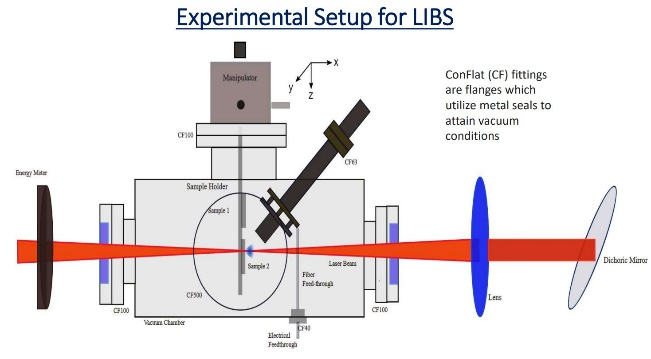 Experimental Setup for LIBS
Manipulator
x
y
z
ConFlat (CF) fittings
are flanges which
utilize metal seals to
attain vacuum
conditions
CF100
CF63
Energy Meter
Sample Holder
Sample 1
Sample 2
Laser Beam
Dichoric Mirror
Fiber
Feed-through
CF500
Lens
CF100
CF100
Vacuum Chamber
CF40
Electrical
Feedthrough